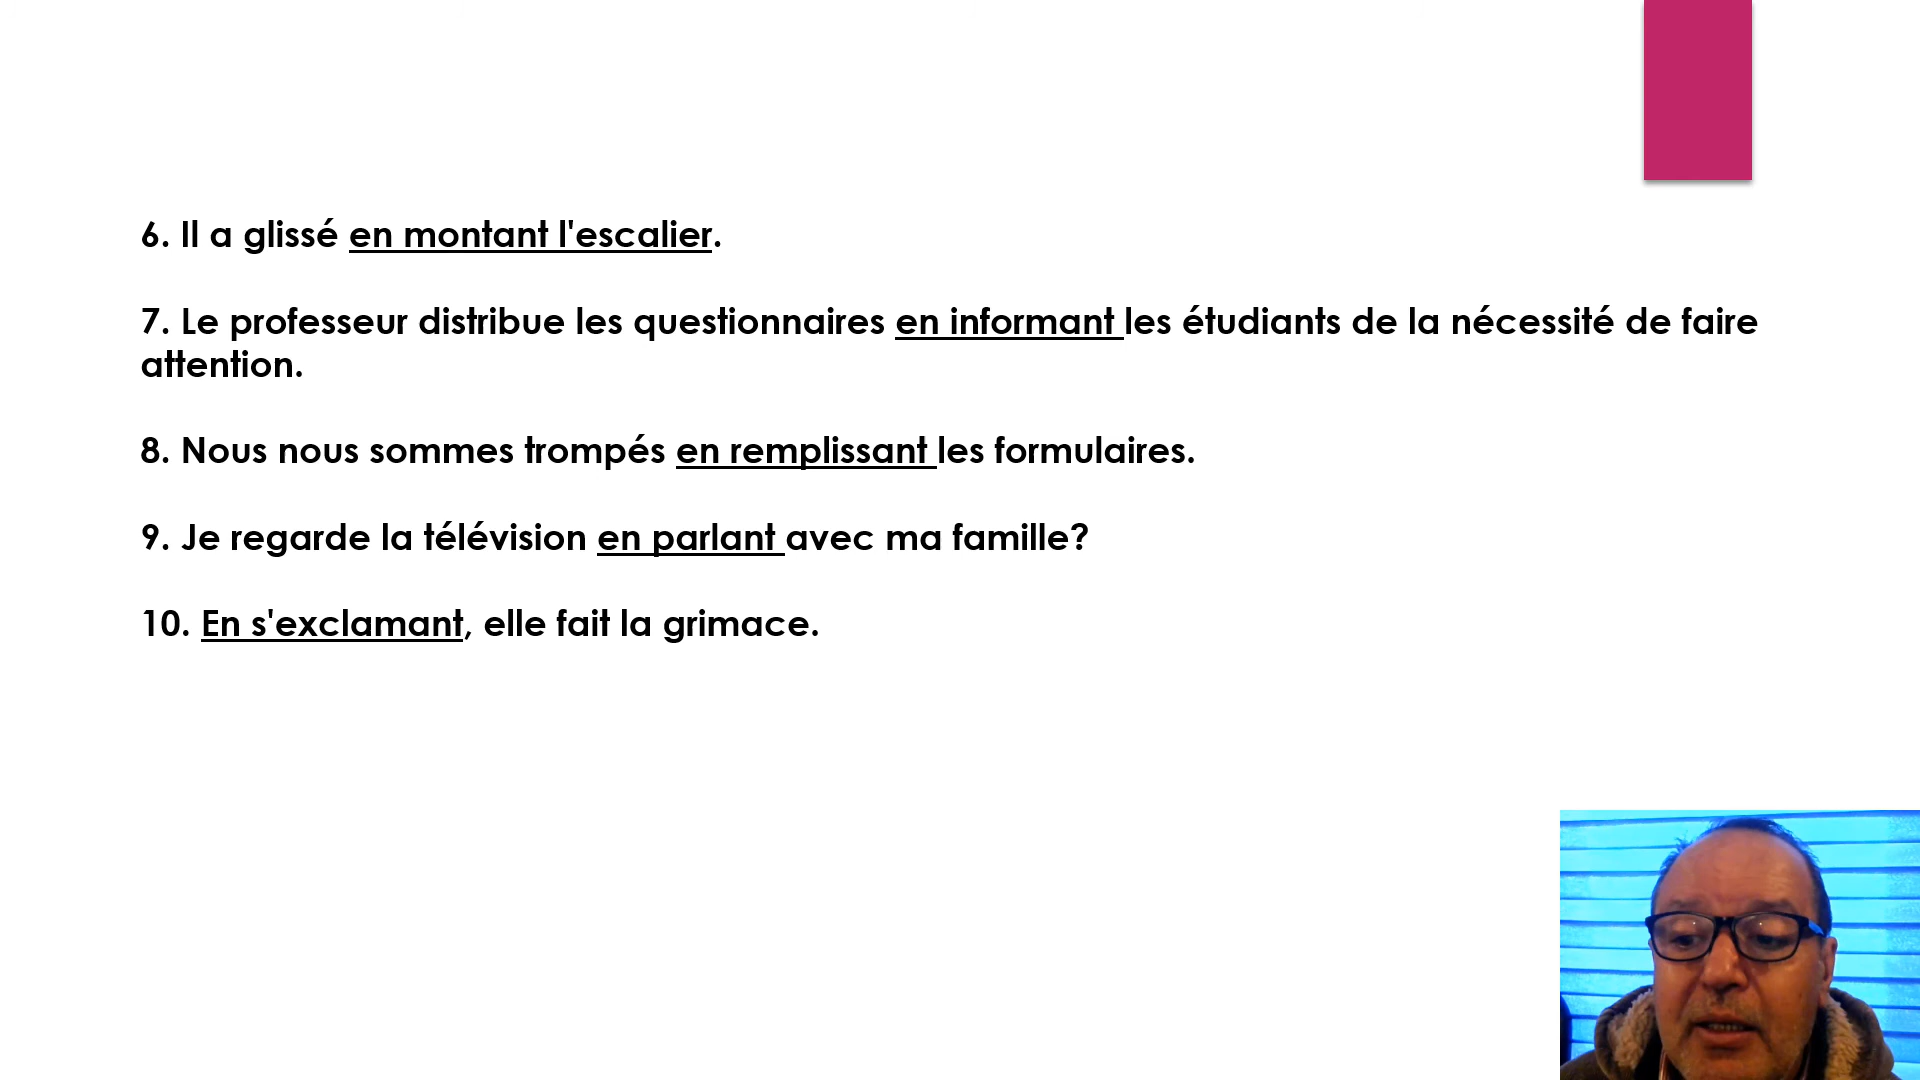 6. Il a glissé en montant l'escalier.
7. Le professeur distribue les questionnaires en informant les étudiants de la nécessité de faire
attention.
8. Nous nous sommes trompés en remplissant les formulaires.
9. Je regarde la télévision en parlant avec ma famille?
10. En s'exclamant, elle fait la grimace.